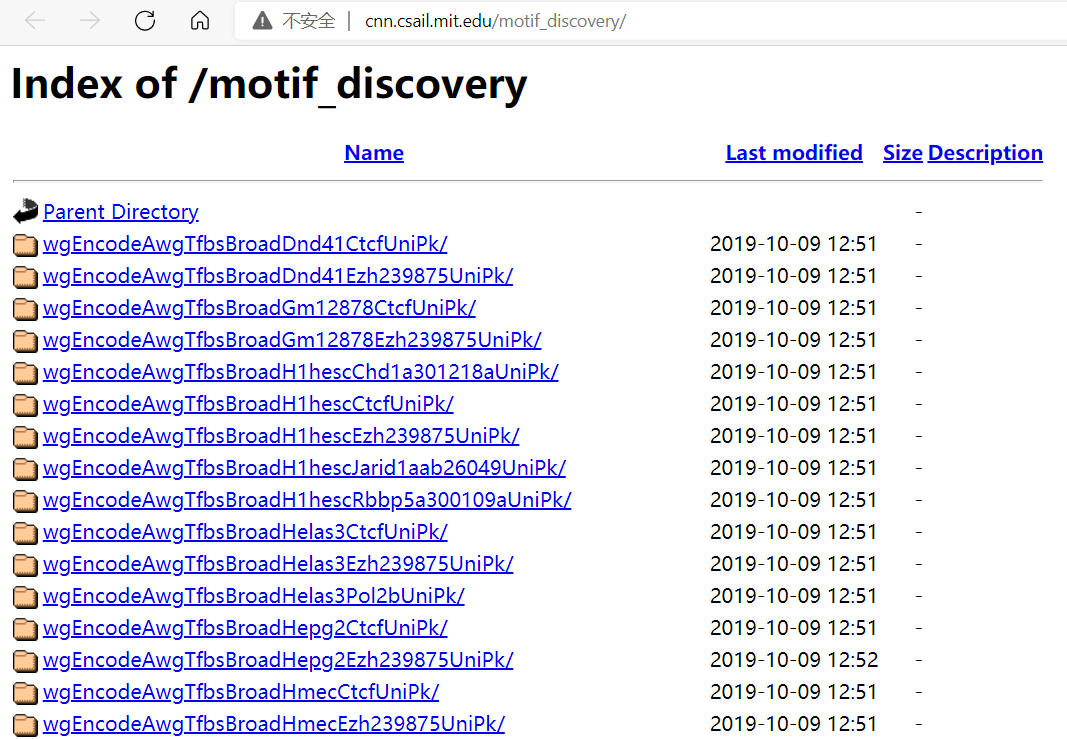 不安全 | cnn.csail.mit.edu/motif_discovery/
Index of /motif_discovery
Name Last modified Size Description
Parent Directory -
wgEncodeAwgTfbsBroadDnd41CtcfUniPk/ 2019-10-09 12:51 -
wgEncodeAwgTfbsBroadDnd41Ezh239875UniPk/ 2019-10-09 12:51 -
wgEncodeAwgTfbsBroadGm12878CtcfUniPk/ 2019-10-09 12:51 -
wgEncodeAwgTfbsBroadGm12878Ezh239875UniPk/ 2019-10-09 12:51 -
wgEncodeAwgTfbsBroadH1hescChd1a301218aUniPk/ 2019-10-09 12:51 -
wgEncodeAwgTfbsBroadH1hescCtcfUniPk/ 2019-10-09 12:51 -
wgEncodeAwgTfbsBroadH1hescEzh239875UniPk/ 2019-10-09 12:51 -
wgEncodeAwgTfbsBroadH1hescJarid1aab26049UniPk/ 2019-10-09 12:51 -
wgEncodeAwgTfbsBroadH1hescRbbp5a300109aUniPk/ 2019-10-09 12:51 -
wgEncodeAwgTfbsBroadHelas3CtcfUniPk/ 2019-10-09 12:51 -
wgEncodeAwgTfbsBroadHelas3Ezh239875UniPk/ 2019-10-09 12:51 -
wgEncodeAwgTfbsBroadHelas3Pol2bUniPk/ 2019-10-09 12:51 -
wgEncodeAwgTfbsBroadHepg2CtcfUniPk/ 2019-10-09 12:51 -
wgEncodeAwgTfbsBroadHepg2Ezh239875UniPk/ 2019-10-09 12:52 -
wgEncodeAwgTfbsBroadHmecCtcfUniPk/ 2019-10-09 12:51 -
wgEncodeAwgTfbsBroadHmecEzh239875UniPk/ 2019-10-09 12:51 -